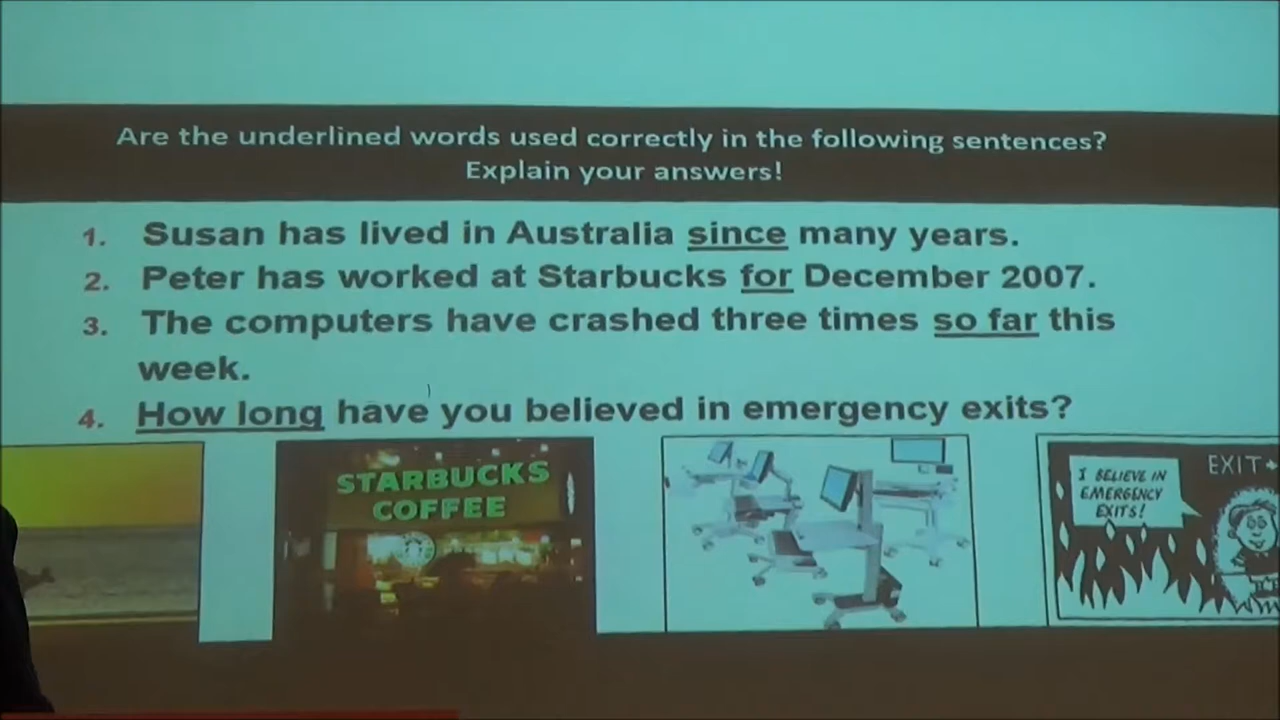 Are the underlined words used correctly in the following sentences?
Explain your answers!
1. Susan has lived in Australia since many years.
2. Peter has worked at Starbucks for December 2007.
3. The computers have crashed three times so far this
week.
4. How long have you believed in emergency exits?
STARBUCKS
COFFEE
I BELIEVE IN
EMERGENCY
EXITS!
EXIT